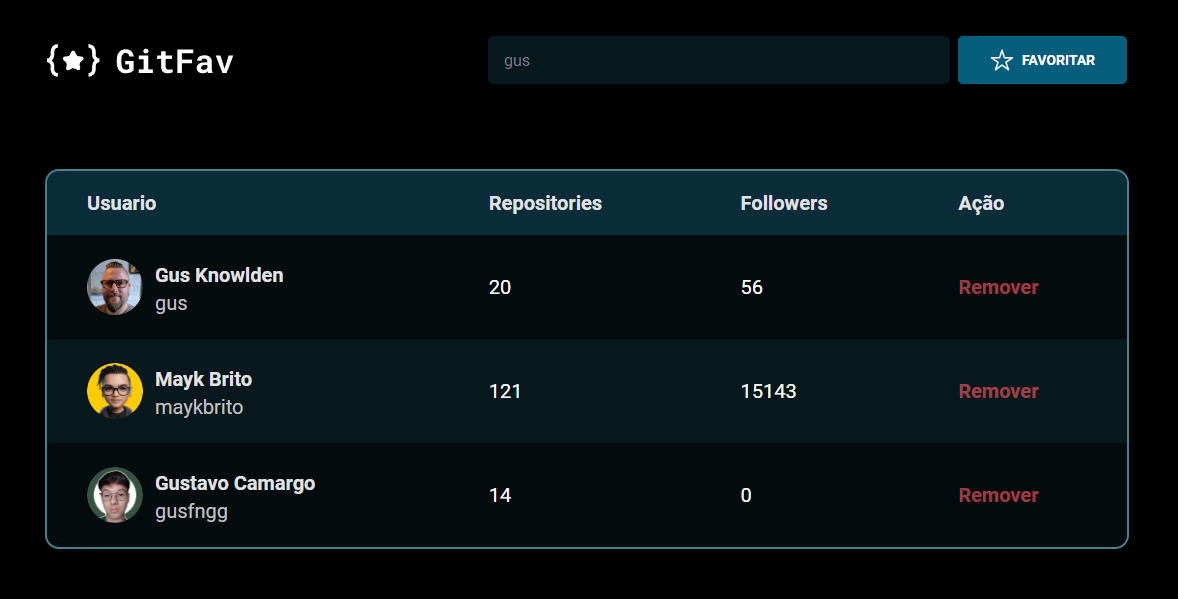 {★} GitFav
gus
FAVORITAR
Usuario Repositories Followers Ação
Gus Knowlden
gus
20 56 Remover
Mayk Brito
maykbrito
121 15143 Remover
Gustavo Camargo
gusfngg
14 0 Remover